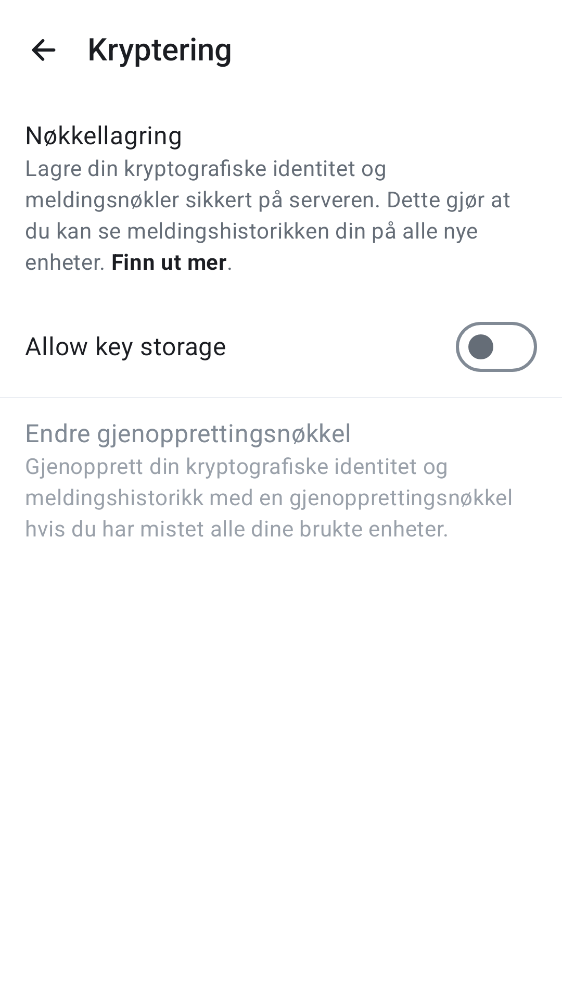 Kryptering
Nøkkellagring
Lagre din kryptografiske identitet og
meldingsnøkler sikkert på serveren. Dette gjør at
du kan se meldingshistorikken din på alle nye
enheter. Finn ut mer.
Allow key storage
Endre gjenopprettingsnøkkel
Gjenopprett din kryptografiske identitet og
meldingshistorikk med en gjenopprettingsnøkkel
hvis du har mistet alle dine brukte enheter.